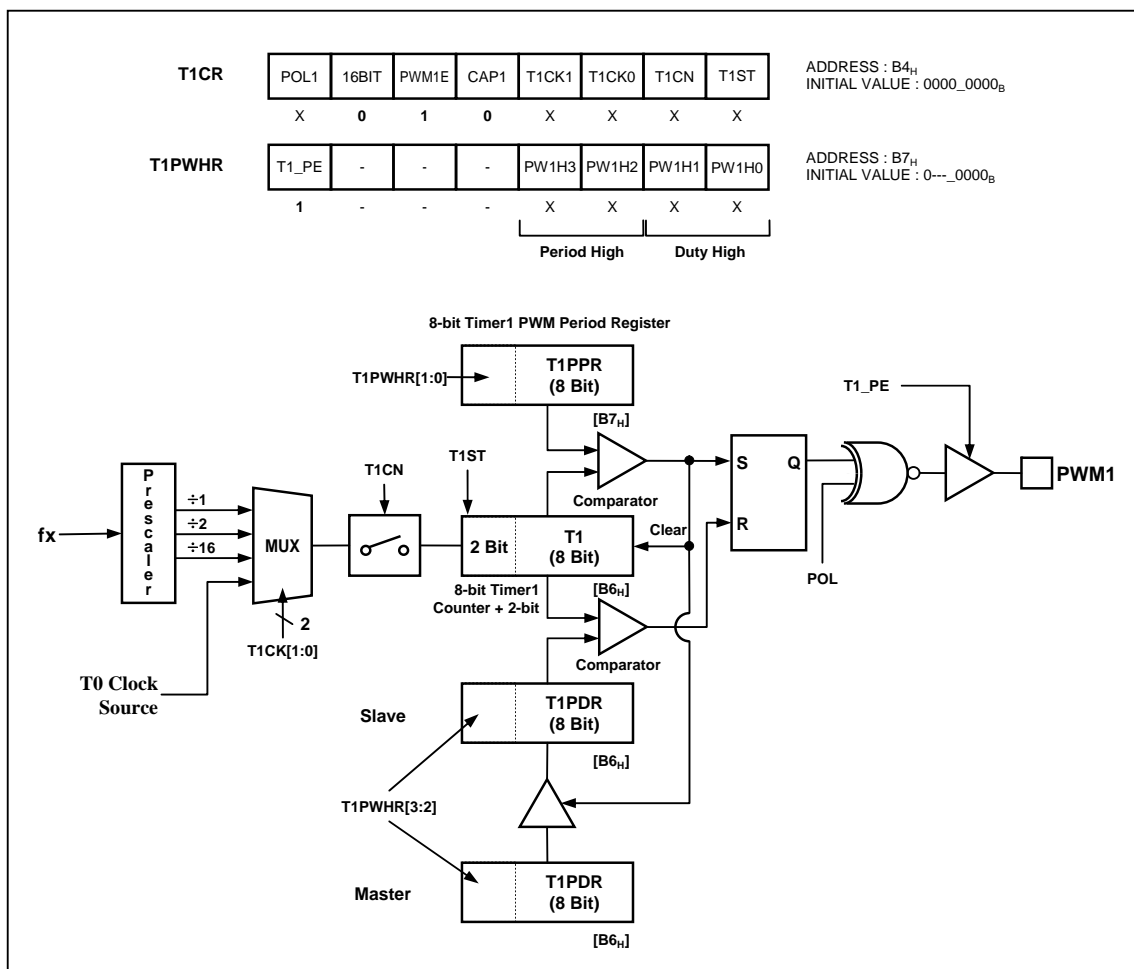 T1CR POL1 16BIT PWM1E CAP1 T1CK1 T1CK0 T1CN T1ST ADDRESS : B4H
INITIAL VALUE : 0000_0000B
X 0 1 0 X X X X
T1PWHR T1_PE - - - PW1H3 PW1H2 PW1H1 PW1H0 ADDRESS : B7H
INITIAL VALUE : 0---_0000B
1 - - - X X X X
Period High Duty High
8-bit Timer1 PWM Period Register
T1PWHR[1:0]
T1PPR
(8 Bit)
[B7H]
T1_PE
fx
Prescaler
÷1
÷2
÷16
MUX
2
T1CK[1:0]
T0 Clock
Source
T1CN
T1ST
Comparator
2 Bit
T1
(8 Bit)
Clear
[B6H]
8-bit Timer1
Counter + 2-bit
S
Q
R
POL
PWM1
Comparator
Slave
T1PDR
(8 Bit)
[B6H]
T1PWHR[3:2]
Master
T1PDR
(8 Bit)
[B6H]